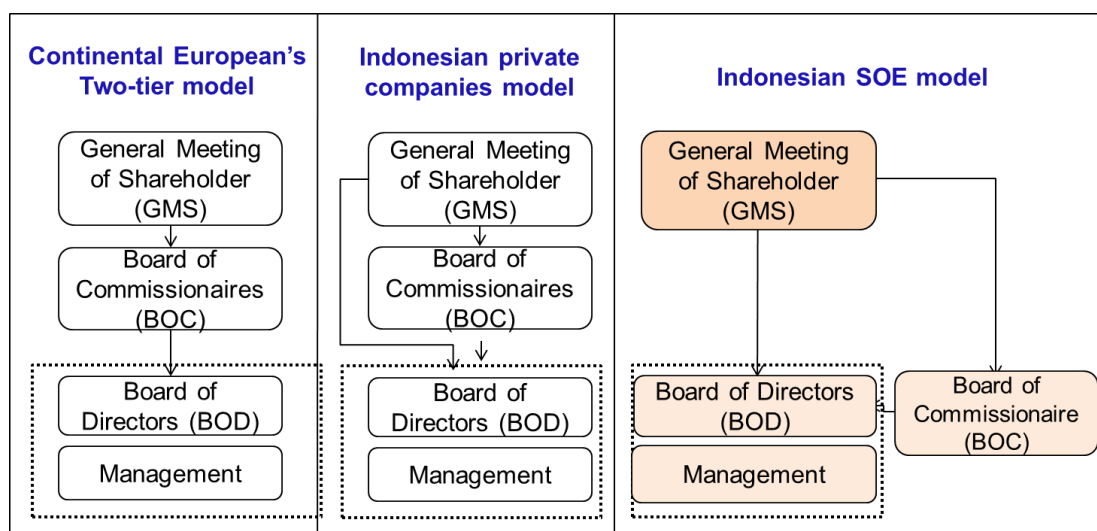 Continental European's
Two-tier model
General Meeting
of Shareholder
(GMS)
Board of
Commissionaires
(BOC)
Board of
Directors (BOD)
Management
Indonesian private
companies model
General Meeting
of Shareholder
(GMS)
Board of
Commissionaires
(BOC)
Board of
Directors (BOD)
Management
Indonesian SOE model
General Meeting
of Shareholder
(GMS)
Board of Directors
(BOD)
Management
Board of
Commissionaire
(BOC)